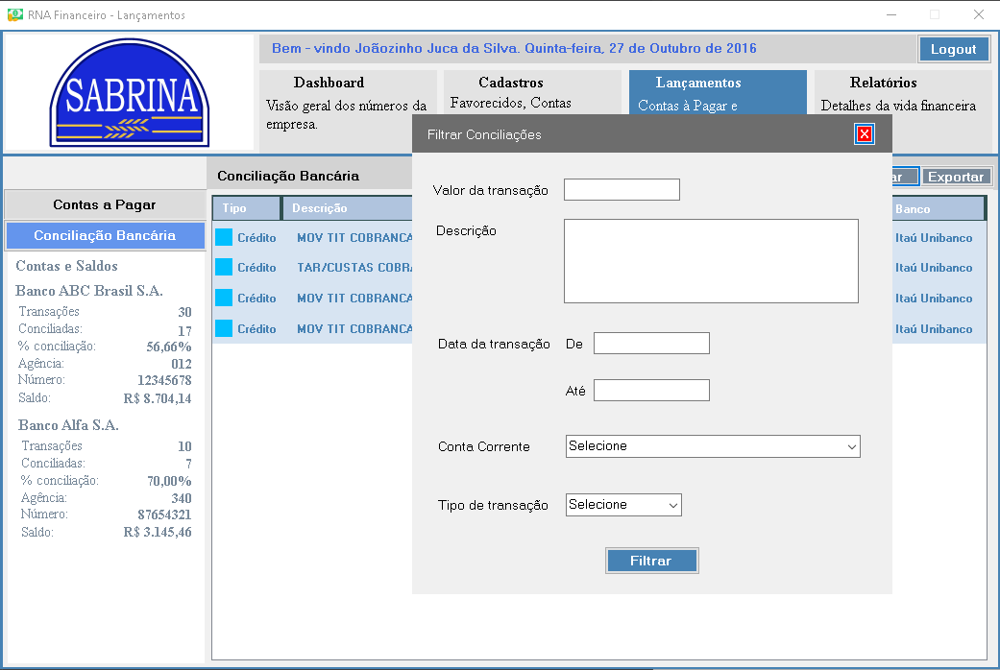 RNA Financeiro - Lançamentos
SABRINA
Bem - vindo Joãozinho Juca da Silva. Quinta-feira, 27 de Outubro de 2016
Logout
Dashboard
Visão geral dos números da
empresa.
Cadastros
Favorecidos, Contas
Lançamentos
Contas à Pagar e
Relatórios
Detalhes da vida financeira
Contas a Pagar
Conciliação Bancária
Contas e Saldos
Banco ABC Brasil S.A.
Transações 30
Conciliadas: 17
% conciliação: 56,66%
Agência: 012
Número: 12345678
Saldo: R$ 8.704,14
Banco Alfa S.A.
Transações 10
Conciliadas: 7
% conciliação: 70,00%
Agência: 340
Número: 87654321
Saldo: R$ 3.145,46
Conciliação Bancária
ar
Exportar
Tipo Descrição Banco
Crédito MOV TIT COBRANCA Itaú Unibanco
Crédito TAR/CUSTAS COBRA Itaú Unibanco
Crédito MOV TIT COBRANCA Itaú Unibanco
Crédito MOV TIT COBRANCA Itaú Unibanco
Filtrar Conciliações
X
Valor da transação
Descrição
Data da transação De
Até
Conta Corrente Selecione
Tipo de transação Selecione
Filtrar